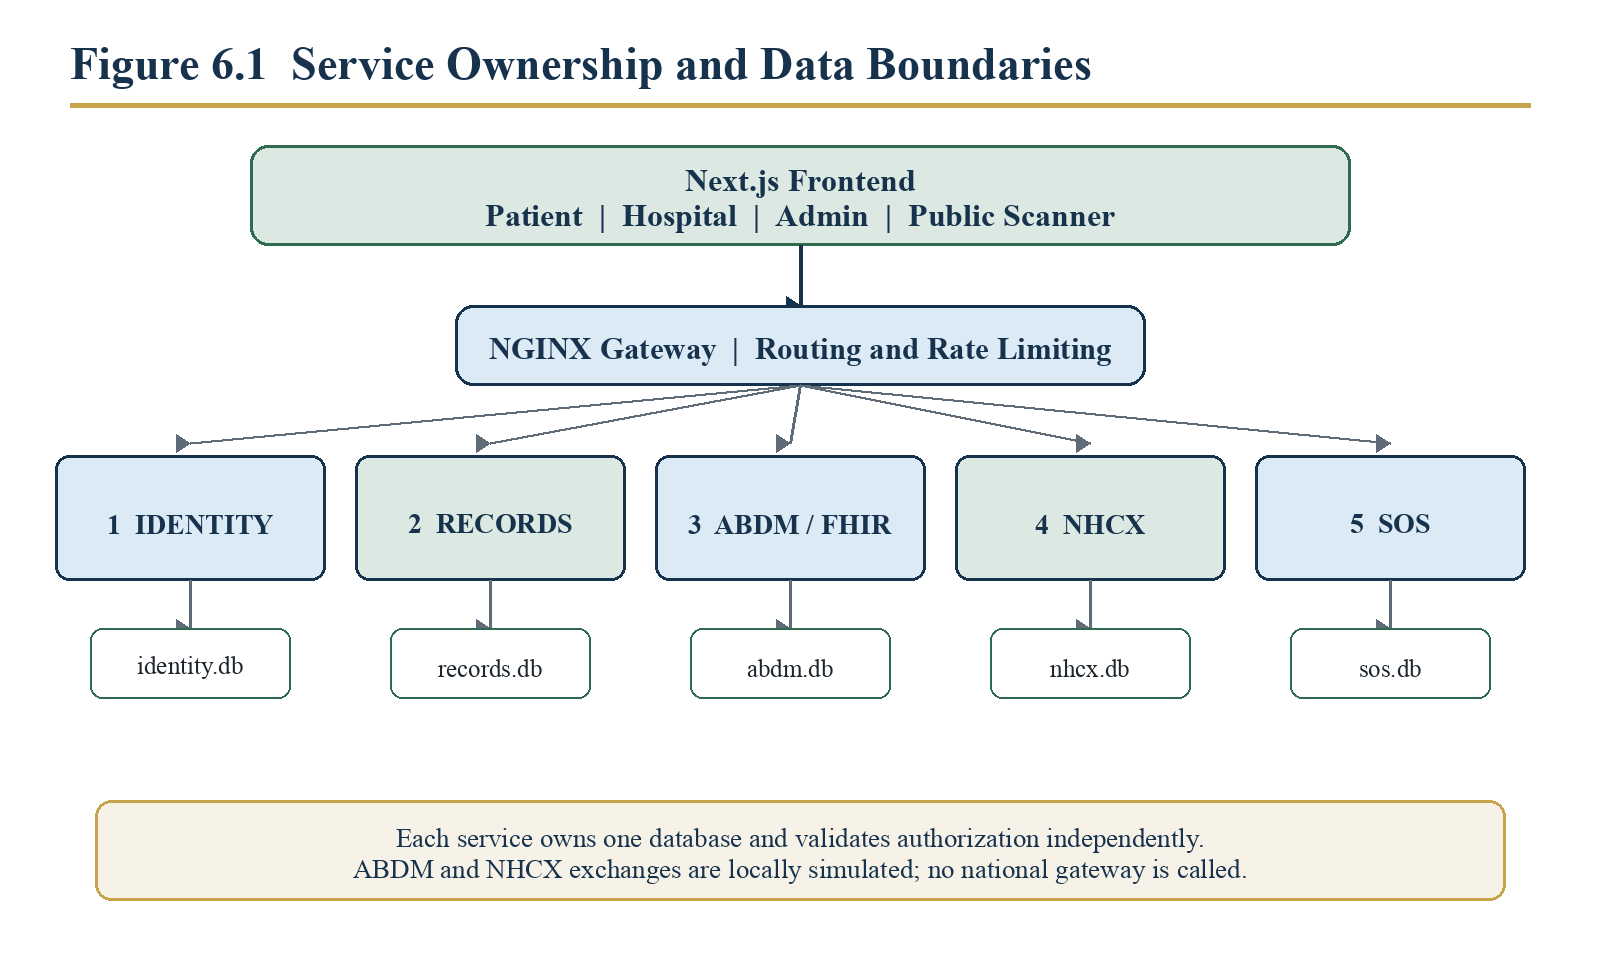 Figure 6.1 Service Ownership and Data Boundaries
Next.js Frontend
Patient | Hospital | Admin | Public Scanner
NGINX Gateway | Routing and Rate Limiting
1 IDENTITY
2 RECORDS
3 ABDM / FHIR
4 NHCX
5 SOS
identity.db
records.db
abdm.db
nhcx.db
sos.db
Each service owns one database and validates authorization independently.
ABDM and NHCX exchanges are locally simulated; no national gateway is called.